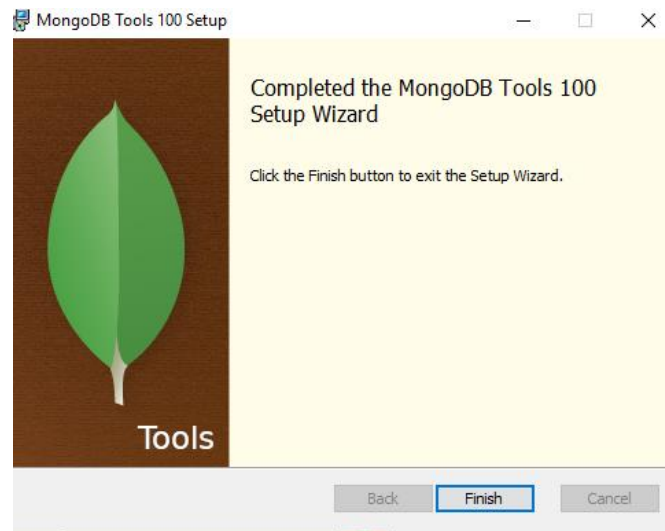 MongoDB Tools 100 Setup
Completed the MongoDB Tools 100
Setup Wizard
Click the Finish button to exit the Setup Wizard.
Tools
Back
Finish
Cancel